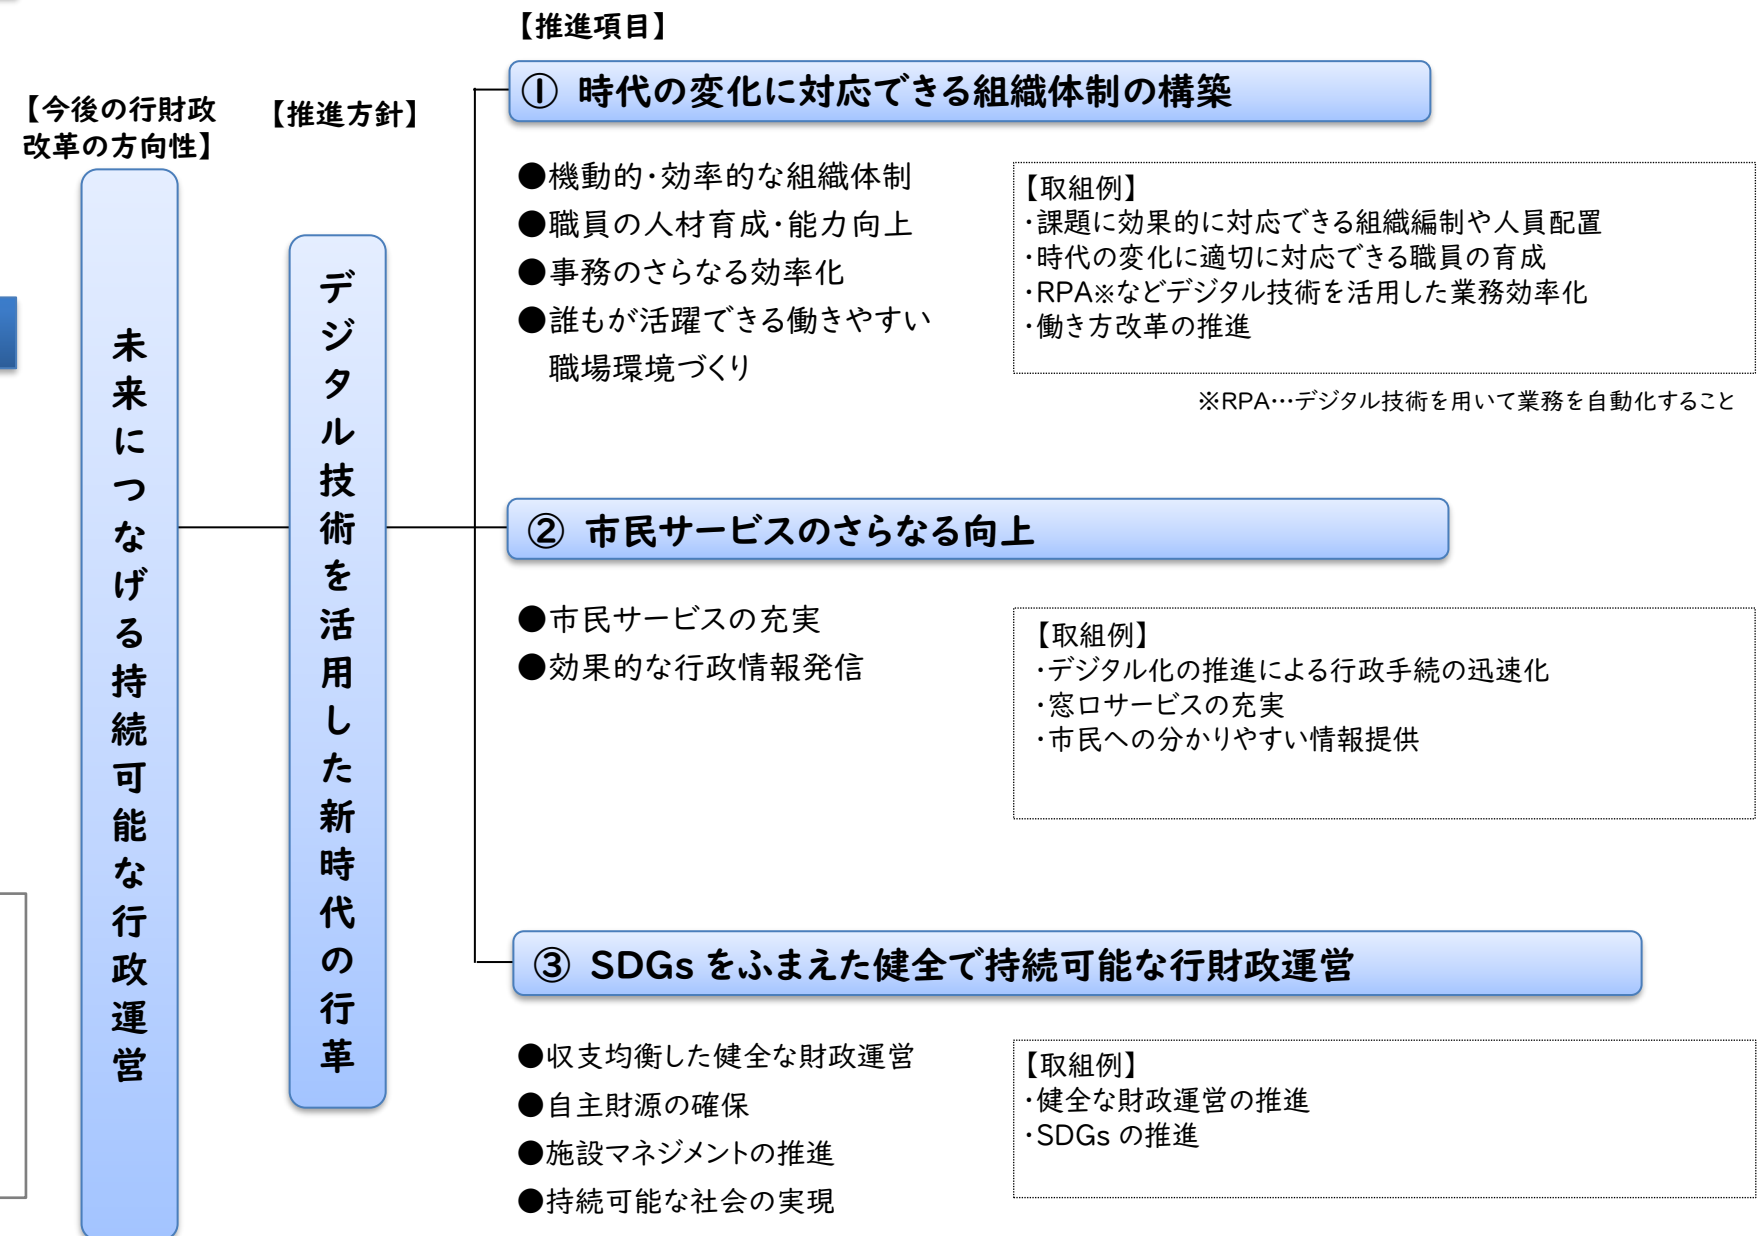 【今後の行財政
改革の方向性】
未来につなげる持続可能な行政運営
【推進方針】
デジタル技術を活用した新時代の行革
【推進項目】
① 時代の変化に対応できる組織体制の構築
●機動的・効率的な組織体制
●職員の人材育成・能力向上
●事務のさらなる効率化
●誰もが活躍できる働きやすい
職場環境づくり
【取組例】
・課題に効果的に対応できる組織編制や人員配置
・時代の変化に適切に対応できる職員の育成
・RPA※などデジタル技術を活用した業務効率化
・働き方改革の推進
※RPA…デジタル技術を用いて業務を自動化すること
② 市民サービスのさらなる向上
●市民サービスの充実
●効果的な行政情報発信
【取組例】
・デジタル化の推進による行政手続の迅速化
・窓口サービスの充実
・市民への分かりやすい情報提供
③ SDGs をふまえた健全で持続可能な行財政運営
●収支均衡した健全な財政運営
●自主財源の確保
●施設マネジメントの推進
●持続可能な社会の実現
【取組例】
・健全な財政運営の推進
・SDGs の推進